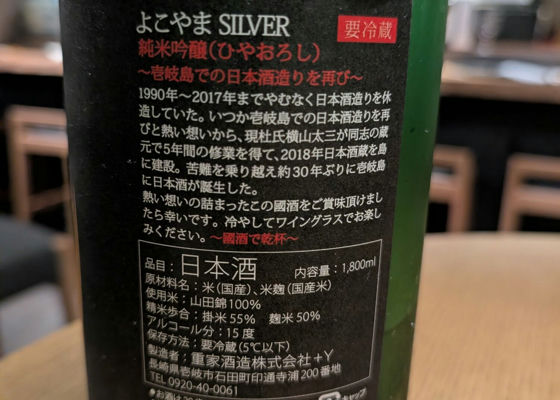 よこやま SILVER
要冷蔵
純米吟醸(ひやおろし)
～壱岐島での日本酒造りを再び～
1990年～2017年までやむなく日本酒造りを休
造していた。いつか壱岐島での日本酒造りを再
びと熱い想いから、現杜氏横山太三が同志の蔵
元で5年間の修業を得て、2018年日本酒蔵を島
に建設。苦難を乗り越え約30年ぶりに壱岐島
に日本酒が誕生した。
熱い想いの詰まったこの國酒をご賞味頂けまし
たら幸いです。冷やしてワイングラスでお楽し
みください。～國酒で乾杯～
品目：日本酒 内容量：1,800ml
原材料名：米(国産)、米麹(国産米)
使用米：山田錦100%
精米歩合：掛米55% 麹米50%
アルコール分：15度
保存方法：要冷蔵(5℃以下)
製造者：重家酒造株式会社+Y
長崎県壱岐市石田町印通寺浦200番地
TEL 0920-40-0061
キャップ